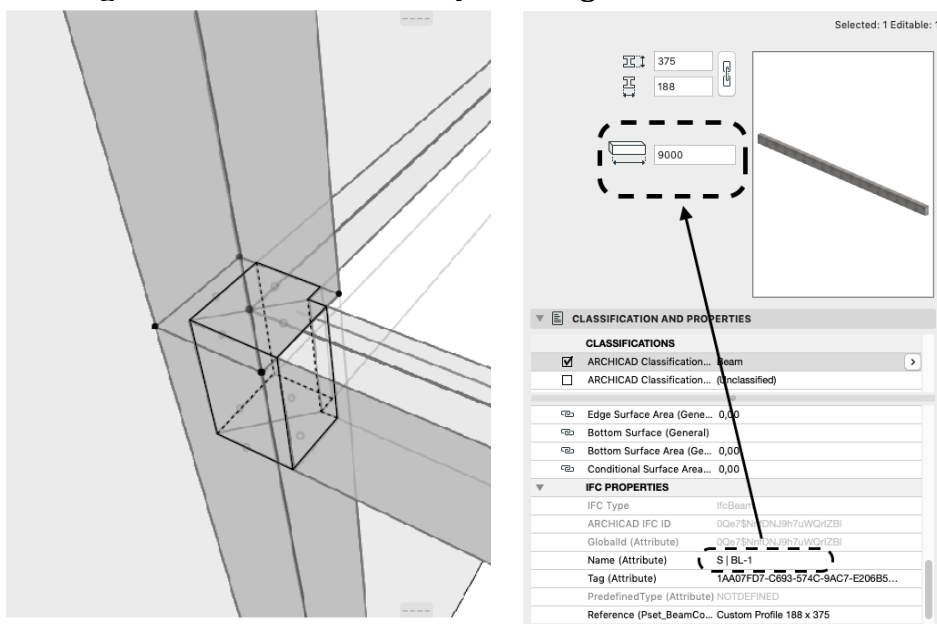 Selected: 1 Editable: 1
375
188
9000
CLASSIFICATION AND PROPERTIES
CLASSIFICATIONS
ARCHICAD Classification... Beam
ARCHICAD Classification... (Unclassified)
Edge Surface Area (Gene... 0,00
Bottom Surface (General)
Bottom Surface Area (Ge... 0,00
Conditional Surface Area... 0,00
IFC PROPERTIES
IFC Type IfcBeam
ARCHICAD IFC ID
GlobalId (Attribute)
Name (Attribute) S | BL-1
Tag (Attribute) 1AA07FD7-C693-574C-9AC7-E206B5...
PredefinedType (Attribute) NOTDEFINED
Reference (Pset_BeamCo... Custom Profile 188 x 375